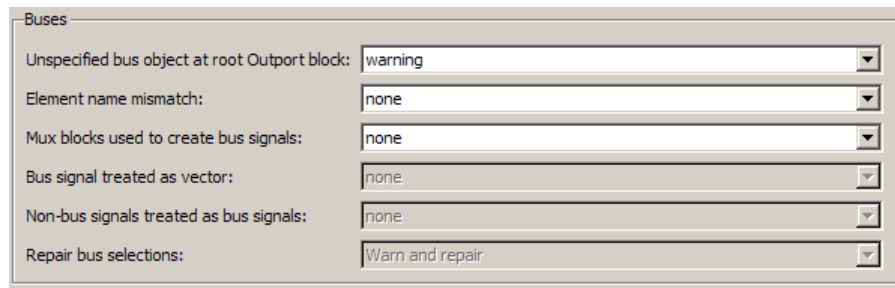 Buses
Unspecified bus object at root Outport block: warning
Element name mismatch: none
Mux blocks used to create bus signals: none
Bus signal treated as vector: none
Non-bus signals treated as bus signals: none
Repair bus selections: Warn and repair